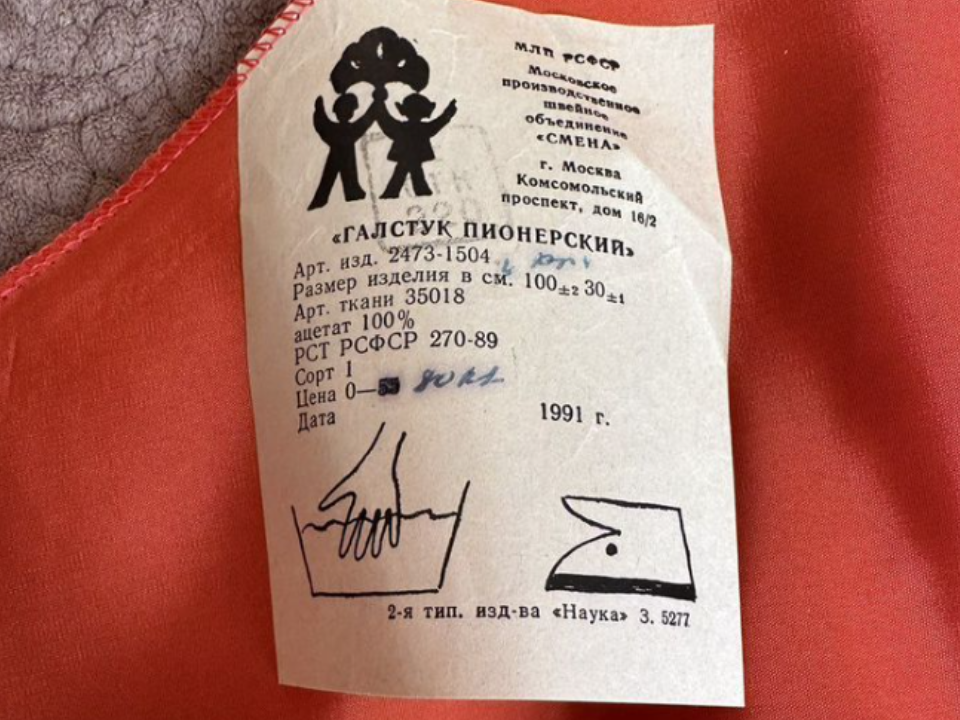 МЛП РСФСР
Московское
производственное
швейное
объединение
«СМЕНА»
г. Москва
Комсомольский
проспект, дом 16/2
«ГАЛСТУК ПИОНЕРСКИЙ»
Арт. изд. 2473-1504
Размер изделия в см. 100±2 30±1
Арт. ткани 35018
ацетат 100%
РСТ РСФСР 270-89
Сорт 1
Цена 0— 80 к
Дата 1991 г.
2-я тип. изд-ва «Наука» З. 5277